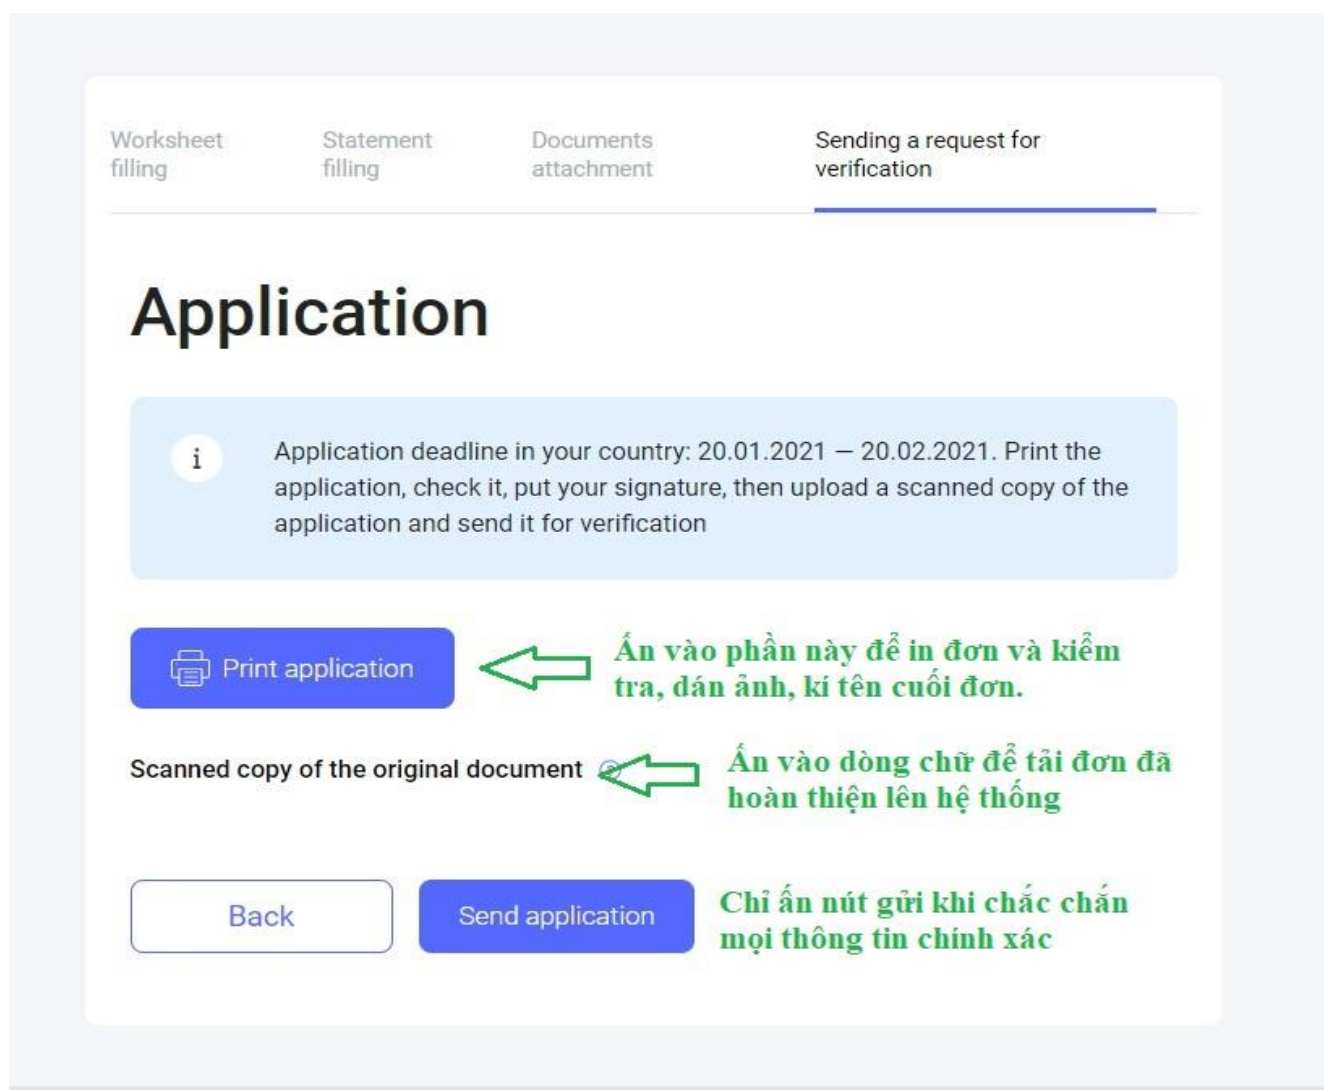 Worksheet filling
Statement filling
Documents attachment
Sending a request for verification
Application
i
Application deadline in your country: 20.01.2021 — 20.02.2021. Print the
application, check it, put your signature, then upload a scanned copy of the
application and send it for verification
Print application
Ấn vào phần này để in đơn và kiểm
tra, dán ảnh, kí tên cuối đơn.
Scanned copy of the original document
Ấn vào dòng chữ để tải đơn đã
hoàn thiện lên hệ thống
Back
Send application
Chỉ ấn nút gửi khi chắc chắn
mọi thông tin chính xác